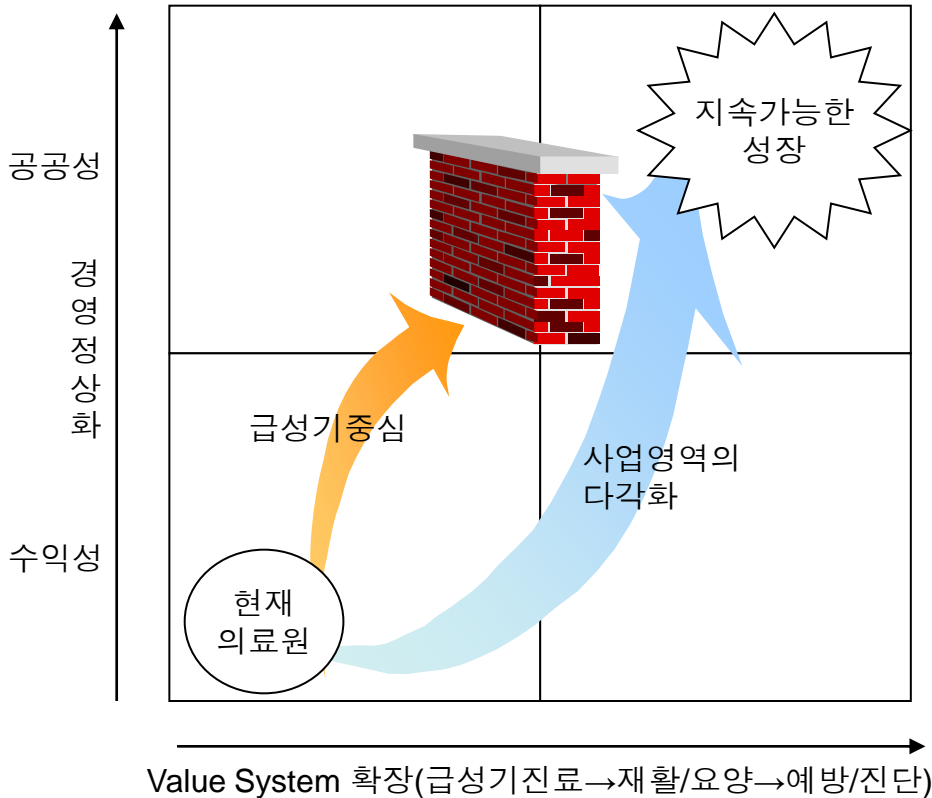 지속가능한
성장
공공성
경
영
정
상
화
급성기중심
사업영역의
다각화
수익성
현재
의료원
Value System 확장(급성기진료→재활/요양→예방/진단)